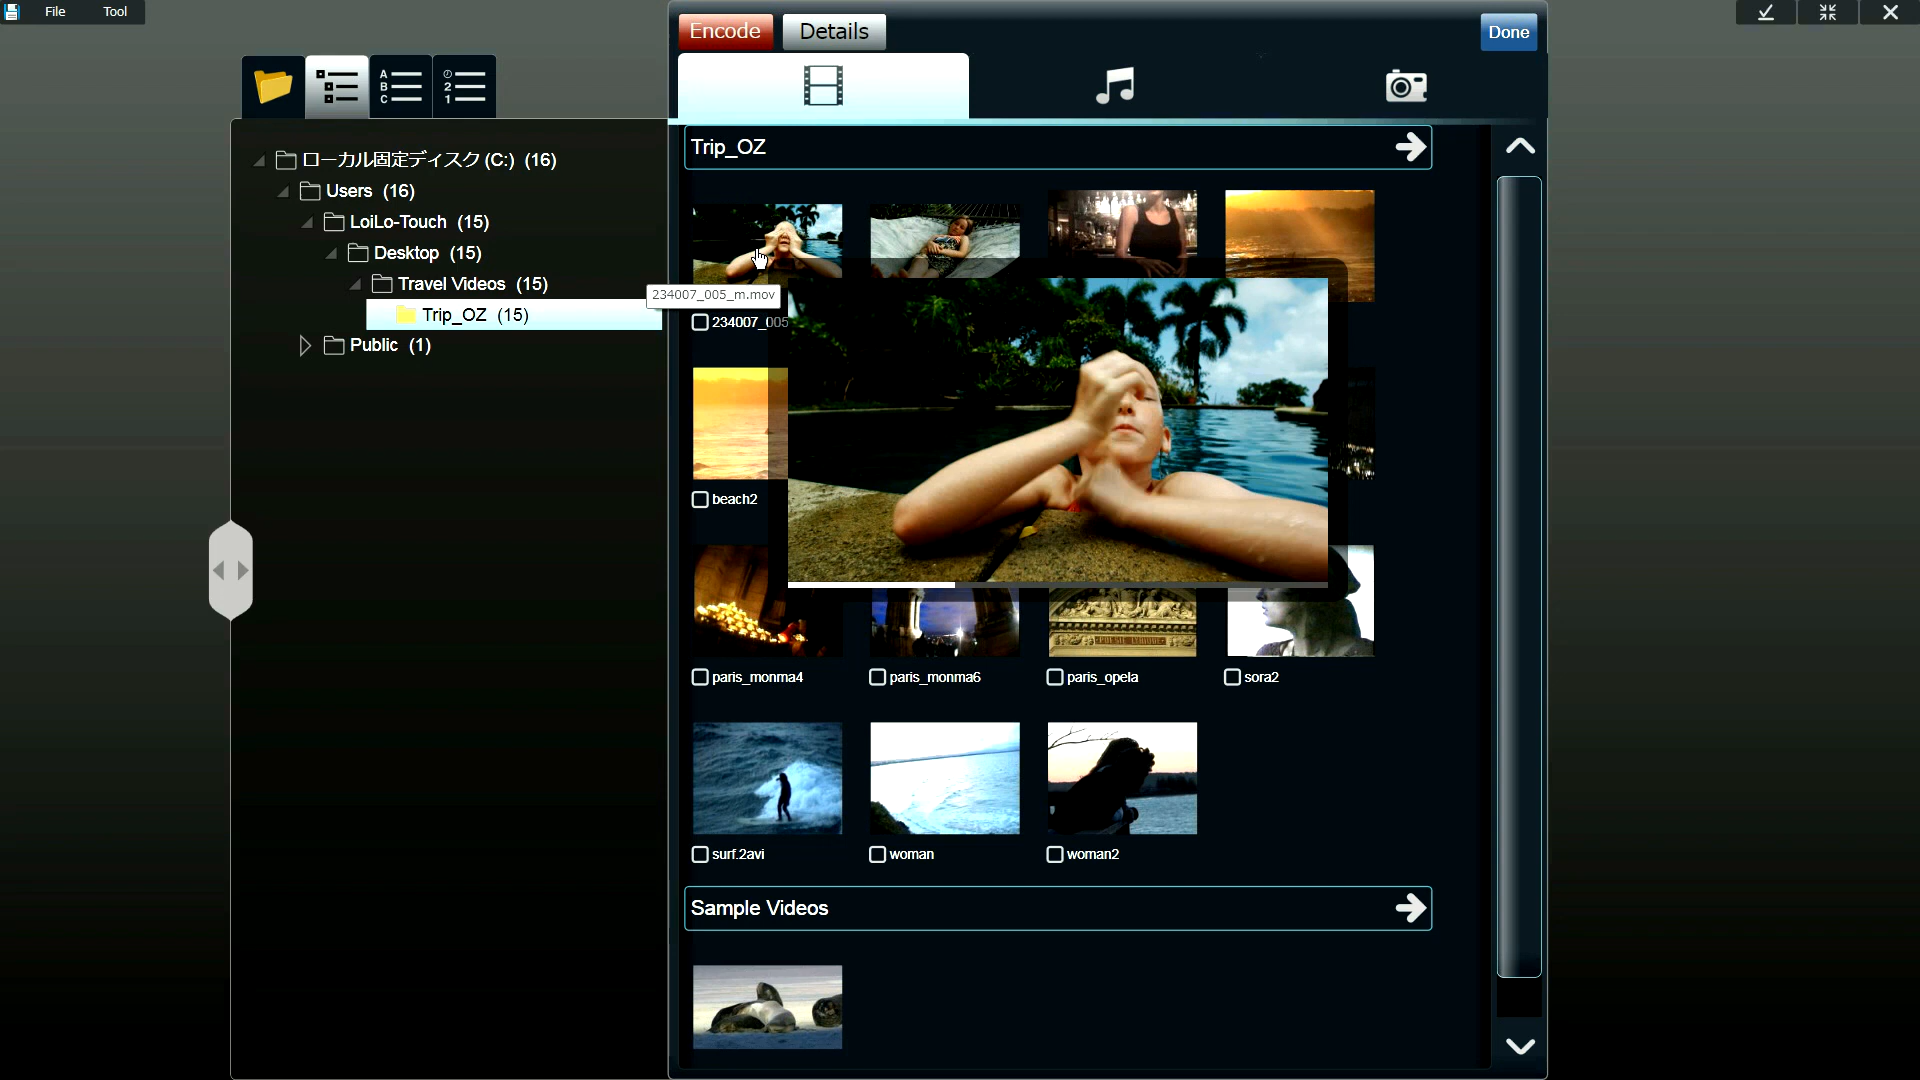 File Tool
Encode Details Done
A
B
C
2
1
ローカル固定ディスク (C:) (16)
Users (16)
LoiLo-Touch (15)
Desktop (15)
Travel Videos (15)
Trip_OZ (15)
Public (1)
Trip_OZ
234007_005_m.mov
234007_005
beach2
paris_monma4 paris_monma6 paris_opela sora2
surf.2avi woman woman2
Sample Videos